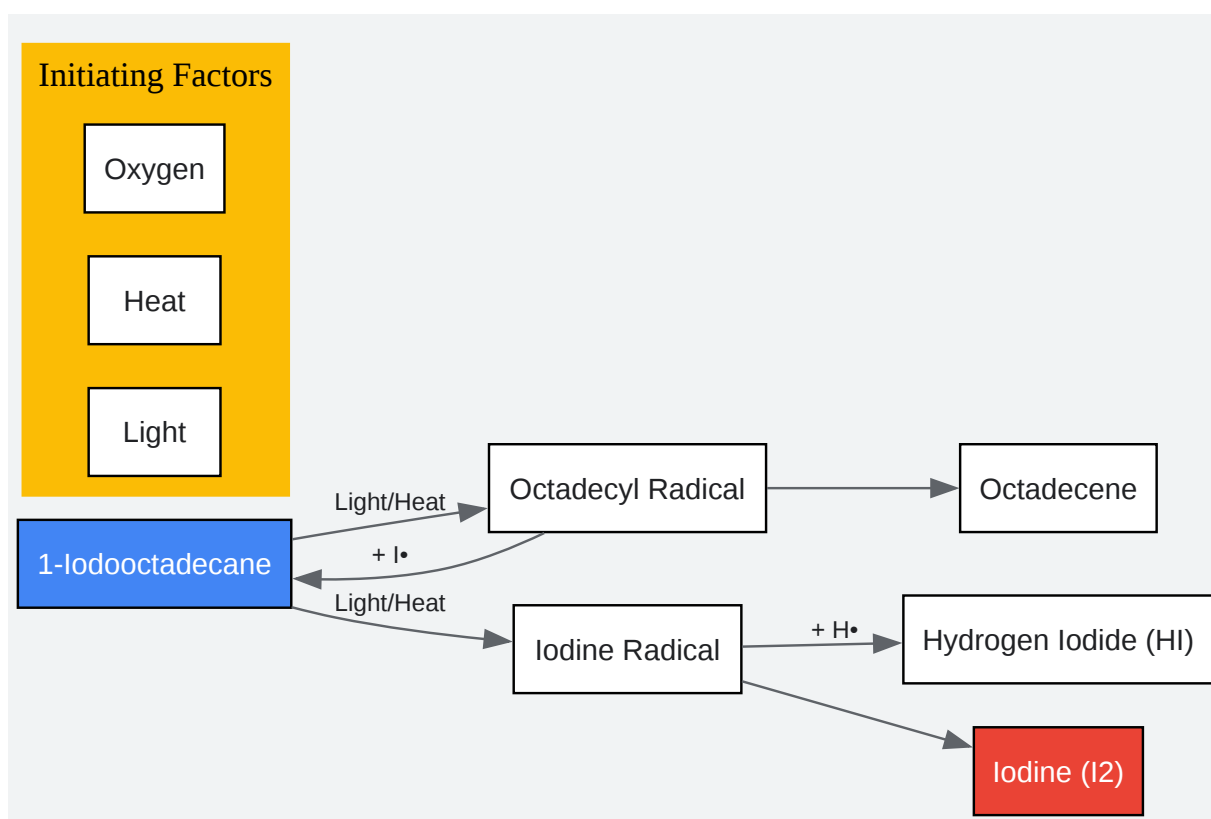 Initiating Factors
Oxygen
Heat
Light
1-Iodooctadecane
Light/Heat
+ I•
Light/Heat
Octadecyl Radical
Octadecene
Iodine Radical
+ H•
Hydrogen Iodide (HI)
Iodine (I2)